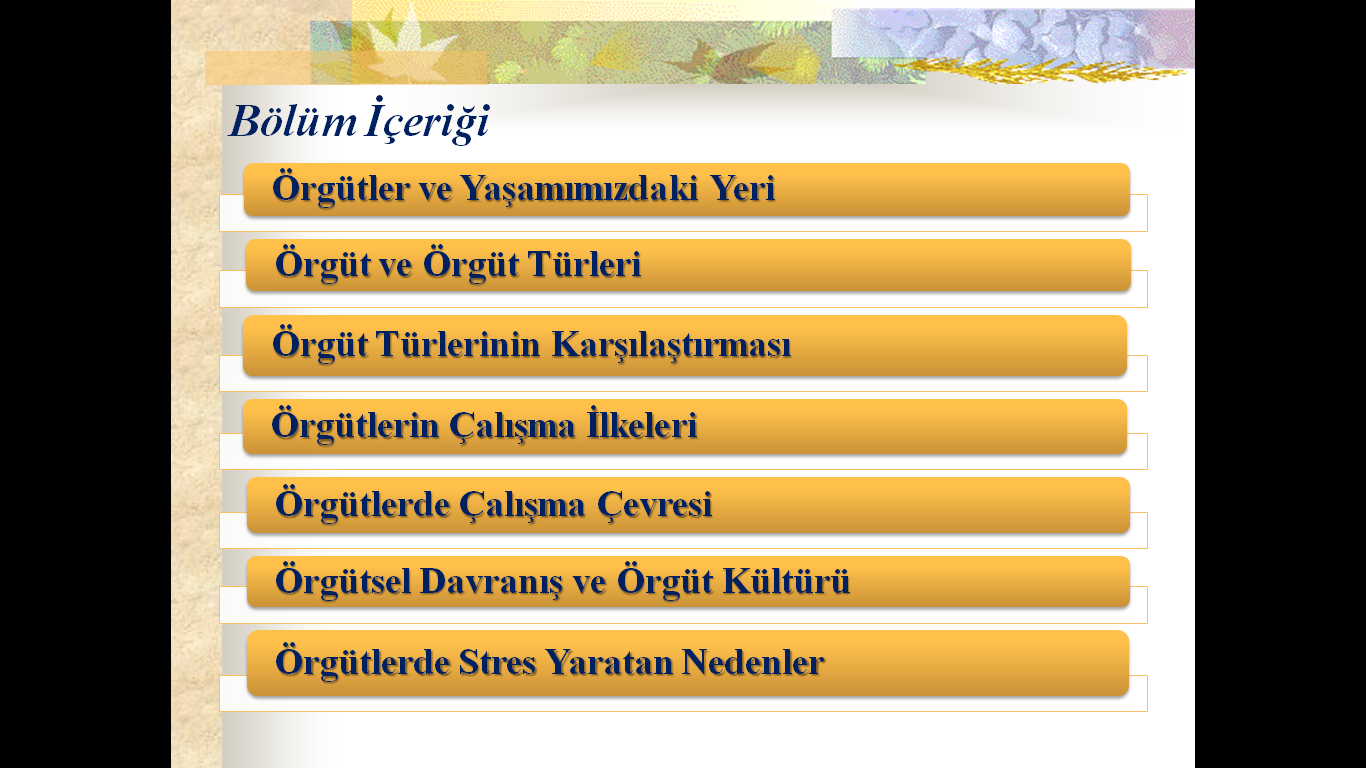 Bölüm İçeriği
Örgütler ve Yaşamımızdaki Yeri
Örgüt ve Örgüt Türleri
Örgüt Türlerinin Karşılaştırması
Örgütlerin Çalışma İlkeleri
Örgütlerde Çalışma Çevresi
Örgütsel Davranış ve Örgüt Kültürü
Örgütlerde Stres Yaratan Nedenler